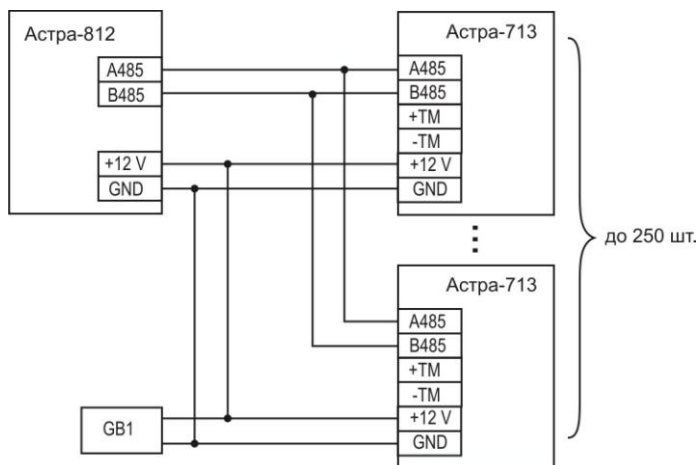 Астра-812
A485
B485
+12 V
GND
Астра-713
A485
B485
+TM
-TM
+12 V
GND
до 250 шт.
Астра-713
A485
B485
+TM
-TM
+12 V
GND
GB1